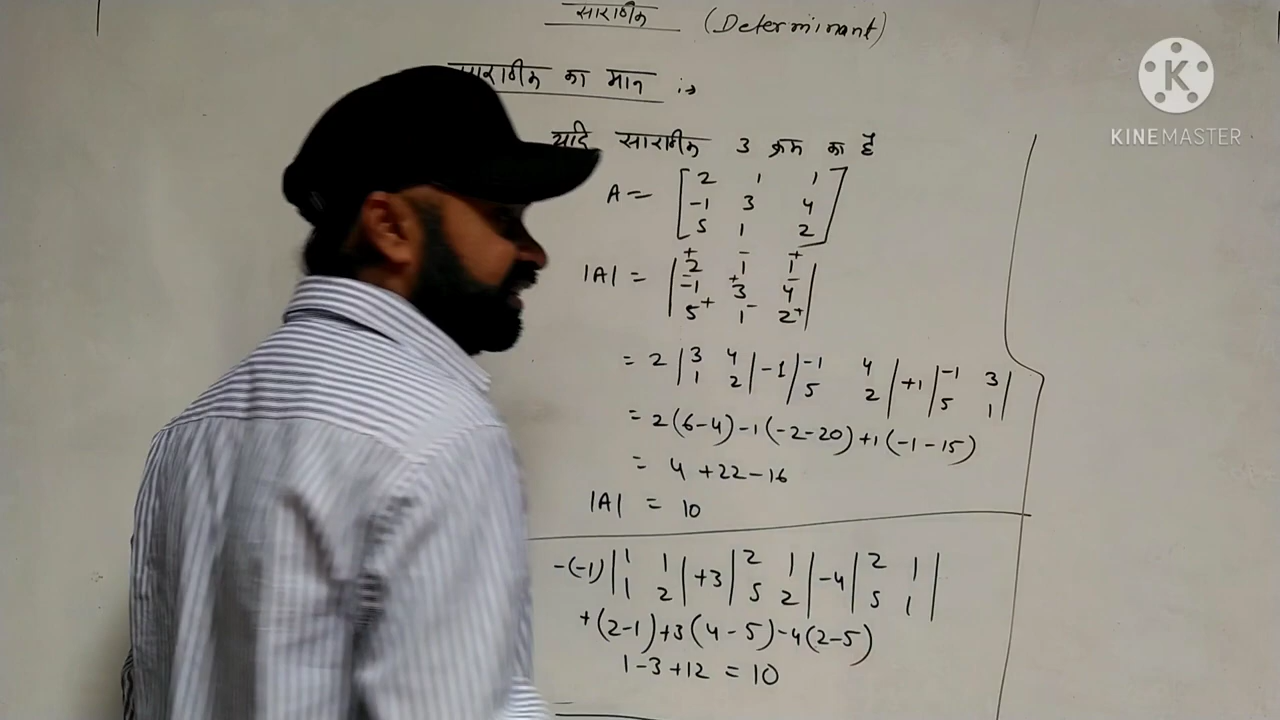 सारणीक (Determinant)
सारणीक का मान :→
यदि सारणीक 3 क्रम का है
A = [ 2 1 1
-1 3 4
5 1 2 ]
|A| = | 2⁺ 1⁻ 1⁺
-1⁻ 3⁺ 4⁻
5⁺ 1⁻ 2⁺ |
= 2 | 3 4 ; 1 2 | - 1 | -1 4 ; 5 2 | + 1 | -1 3 ; 5 1 |
= 2(6-4) -1(-2-20) +1(-1-15)
= 4 +22 -16
|A| = 10
-(-1) | 1 1 ; 1 2 | +3 | 2 1 ; 5 2 | -4 | 2 1 ; 5 1 |
+(2-1) +3(4-5) -4(2-5)
1-3+12 = 10
K
KINEMASTER